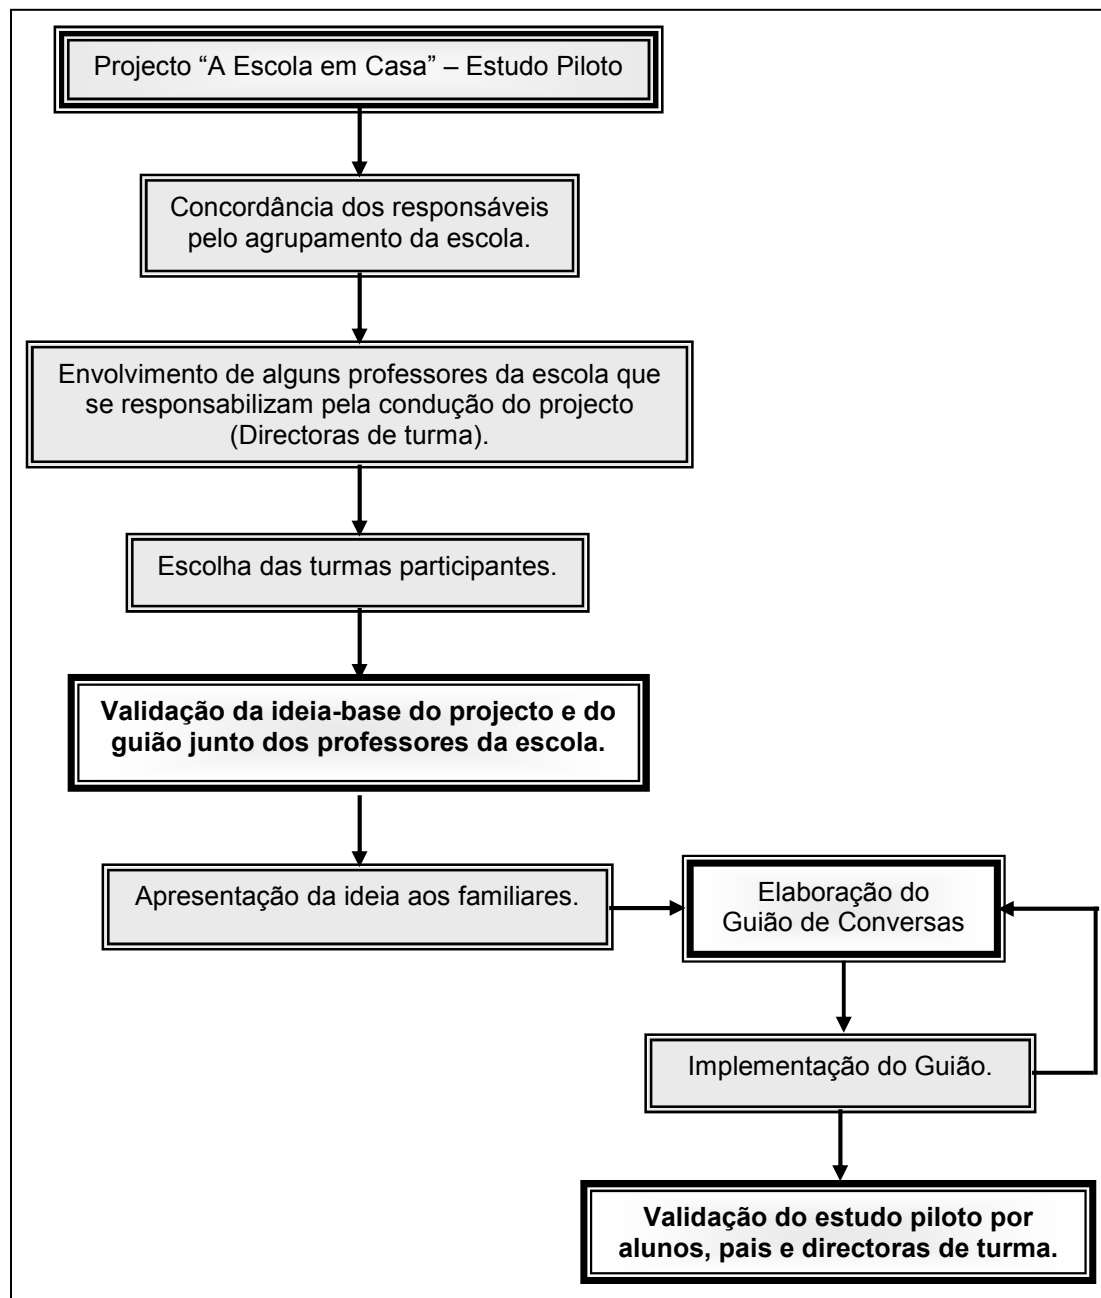 Projecto “A Escola em Casa” – Estudo Piloto
Concordância dos responsáveis
pelo agrupamento da escola.
Envolvimento de alguns professores da escola que
se responsabilizam pela condução do projecto
(Directoras de turma).
Escolha das turmas participantes.
Validação da ideia-base do projecto e do
guião junto dos professores da escola.
Apresentação da ideia aos familiares.
Elaboração do
Guião de Conversas
Implementação do Guião.
Validação do estudo piloto por
alunos, pais e directoras de turma.